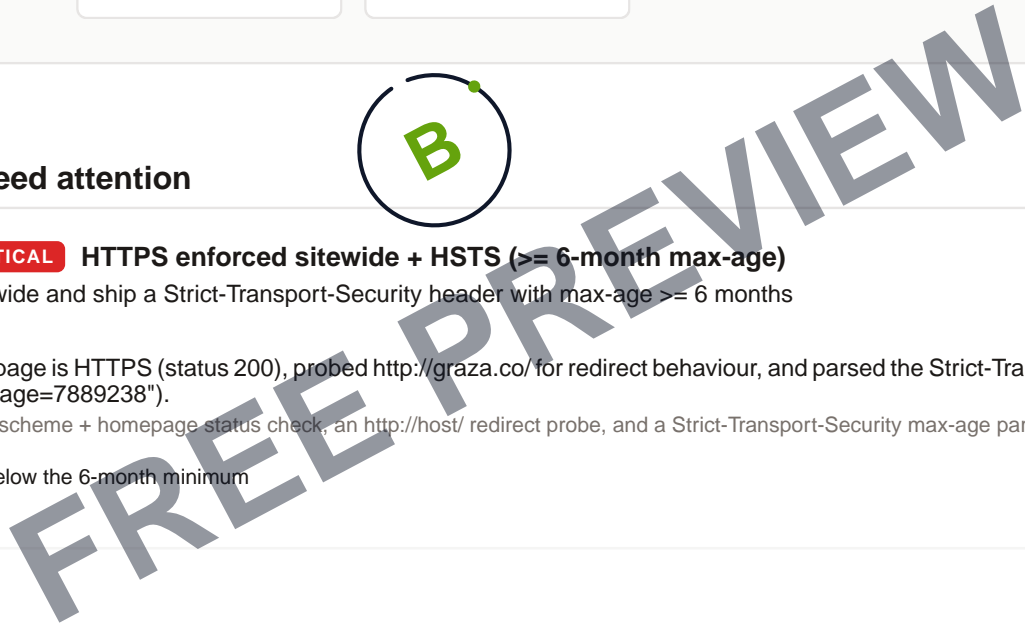 B
eed attention
TICAL HTTPS enforced sitewide + HSTS (>= 6-month max-age)
wide and ship a Strict-Transport-Security header with max-age >= 6 months
page is HTTPS (status 200), probed http://graza.co/ for redirect behaviour, and parsed the Strict-Tra
age=7889238").
scheme + homepage status check, an http://host/ redirect probe, and a Strict-Transport-Security max-age par
elow the 6-month minimum
FREE PREVIEW